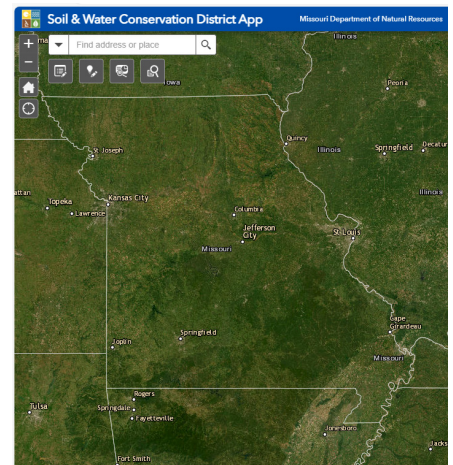 Soil & Water Conservation District App
Missouri Department of Natural Resources
+
Find address or place
−
Illinois
Iowa
Peoria
Quincy
Illinois
Springfield
Decatur
St Joseph
Illinois
Topeka
Kansas City
Lawrence
Columbia
Jefferson
City
St Louis
Missouri
Cape
Girardeau
Springfield
Joplin
Missouri
Rogers
Tulsa
Springdale
Fayetteville
Jonesboro
Fort Smith